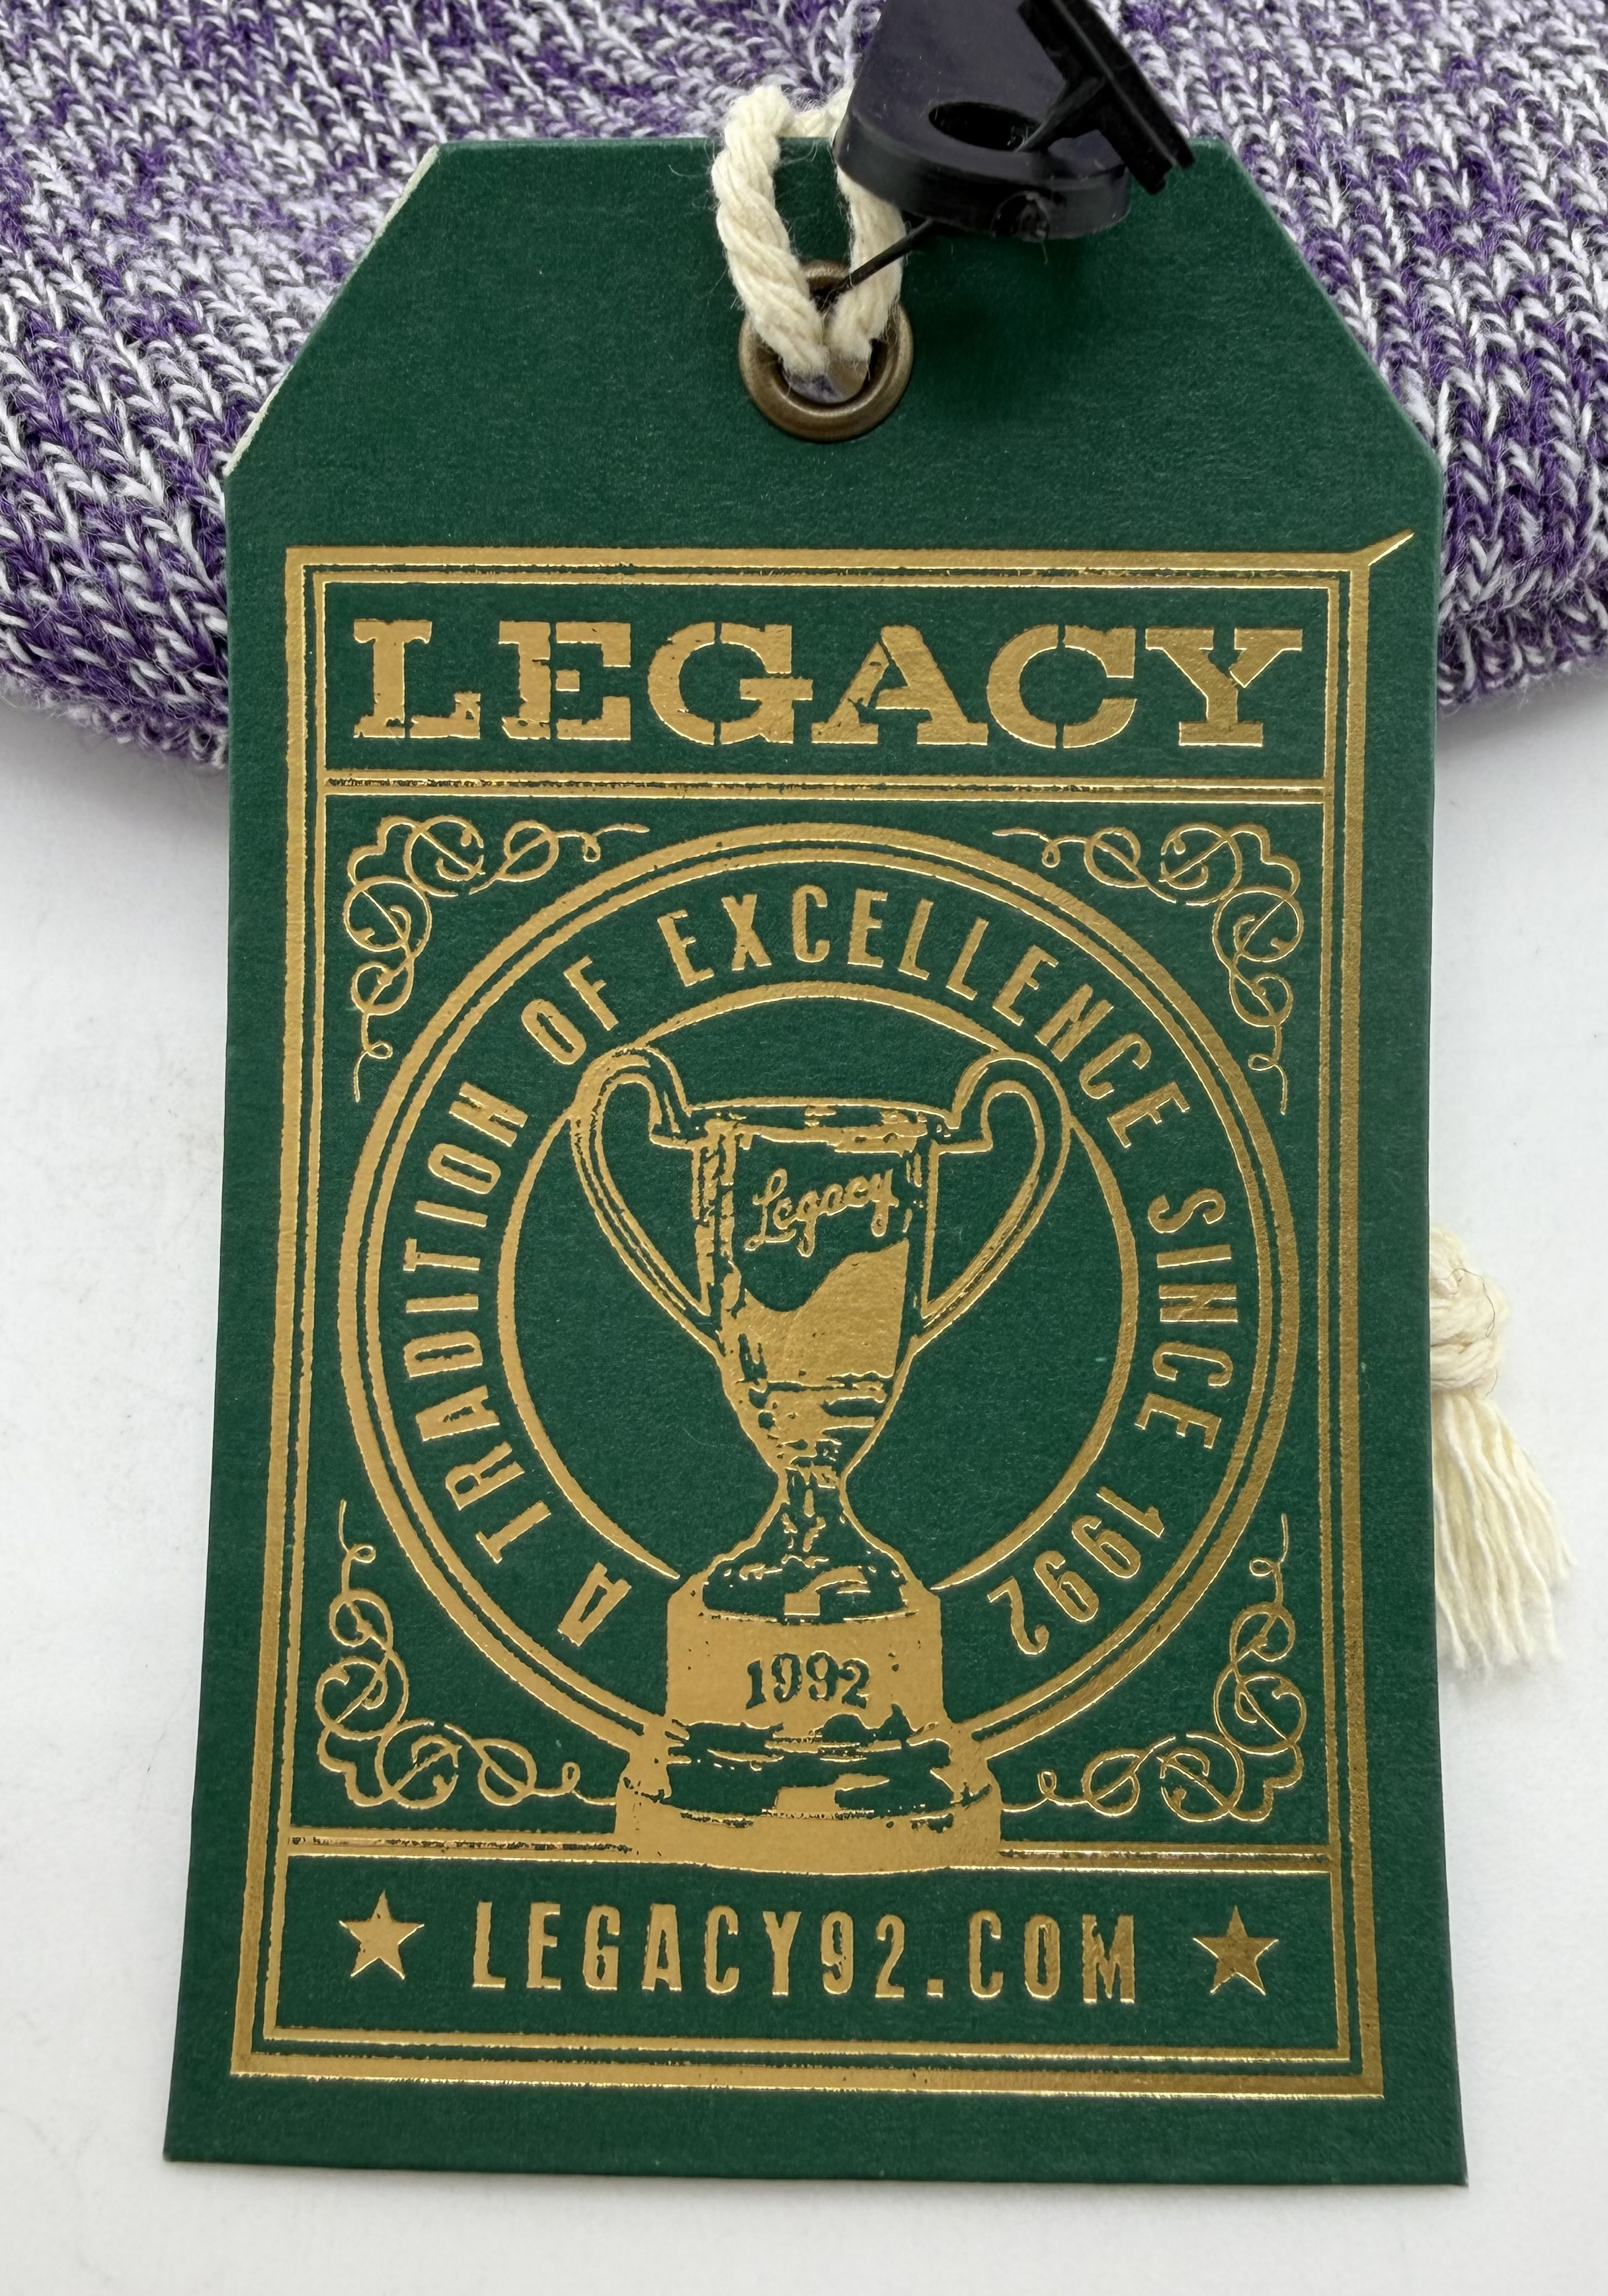 LEGACY
A TRADITION OF EXCELLENCE SINCE 1992
Legacy
1992
LEGACY92.COM